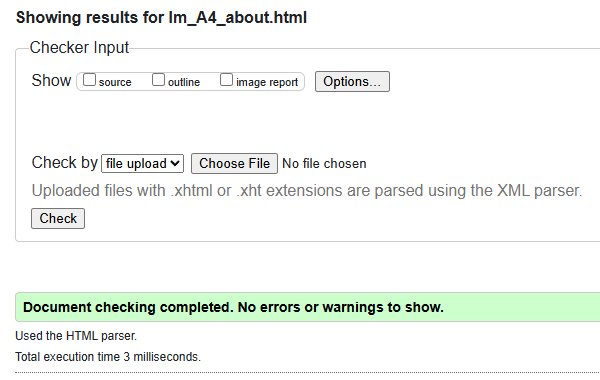 Showing results for lm_A4_about.html
Checker Input
Show source outline image report Options...
Check by file upload Choose File No file chosen
Uploaded files with .xhtml or .xht extensions are parsed using the XML parser.
Check
Document checking completed. No errors or warnings to show.
Used the HTML parser.
Total execution time 3 milliseconds.